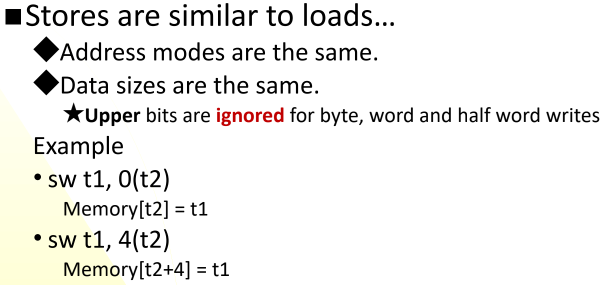 ■Stores are similar to loads…
◆Address modes are the same.
◆Data sizes are the same.
★Upper bits are ignored for byte, word and half word writes
Example
• sw t1, 0(t2)
Memory[t2] = t1
• sw t1, 4(t2)
Memory[t2+4] = t1